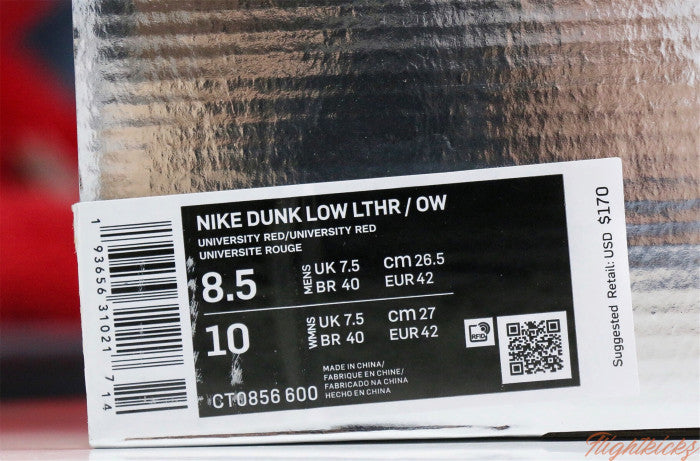 NIKE DUNK LOW LTHR / OW
UNIVERSITY RED/UNIVERSITY RED
UNIVERSITE ROUGE
8.5 MENS UK 7.5 cm 26.5
BR 40 EUR 42
10 WMNS UK 7.5 cm 27
BR 40 EUR 42
MADE IN CHINA/
FABRIQUE EN CHINE/
FABRICADO NA CHINA
HECHO EN CHINA
CT0856 600
RFID
1 93656 31021 7 14
Suggested Retail: USD $170
flightkickz